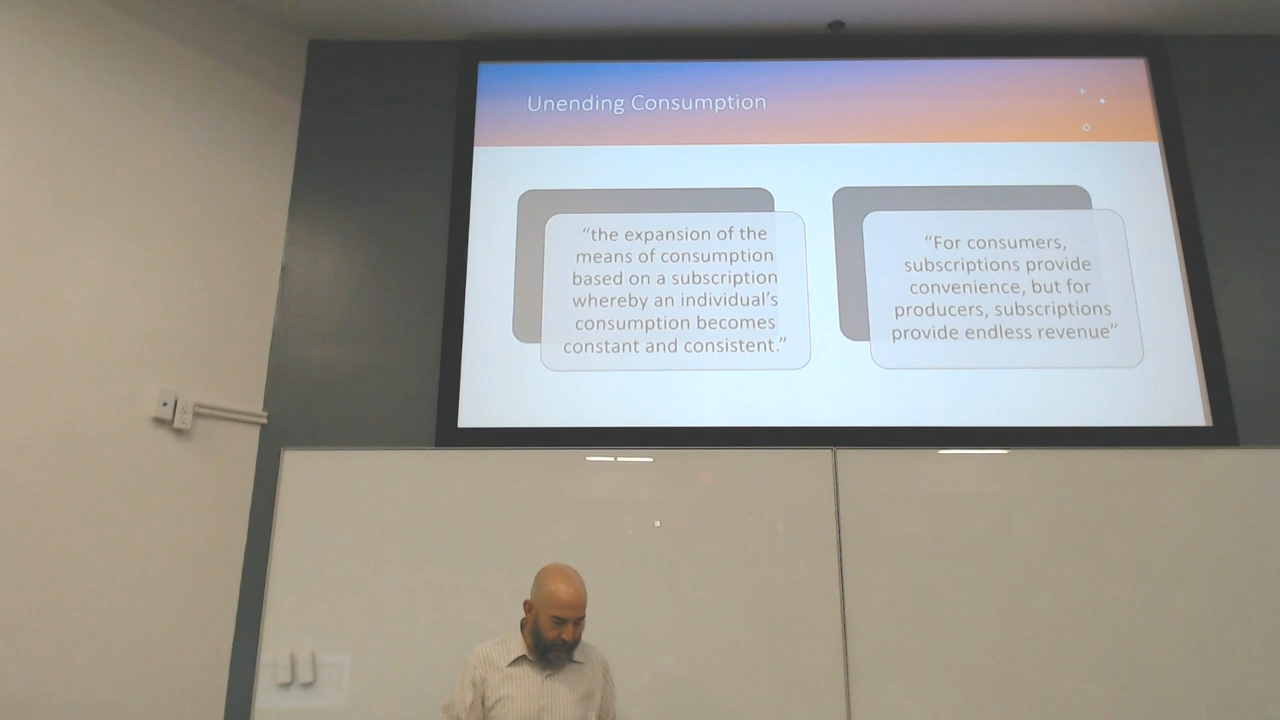 Unending Consumption
“the expansion of the
means of consumption
based on a subscription
whereby an individual’s
consumption becomes
constant and consistent.”
“For consumers,
subscriptions provide
convenience, but for
producers, subscriptions
provide endless revenue”